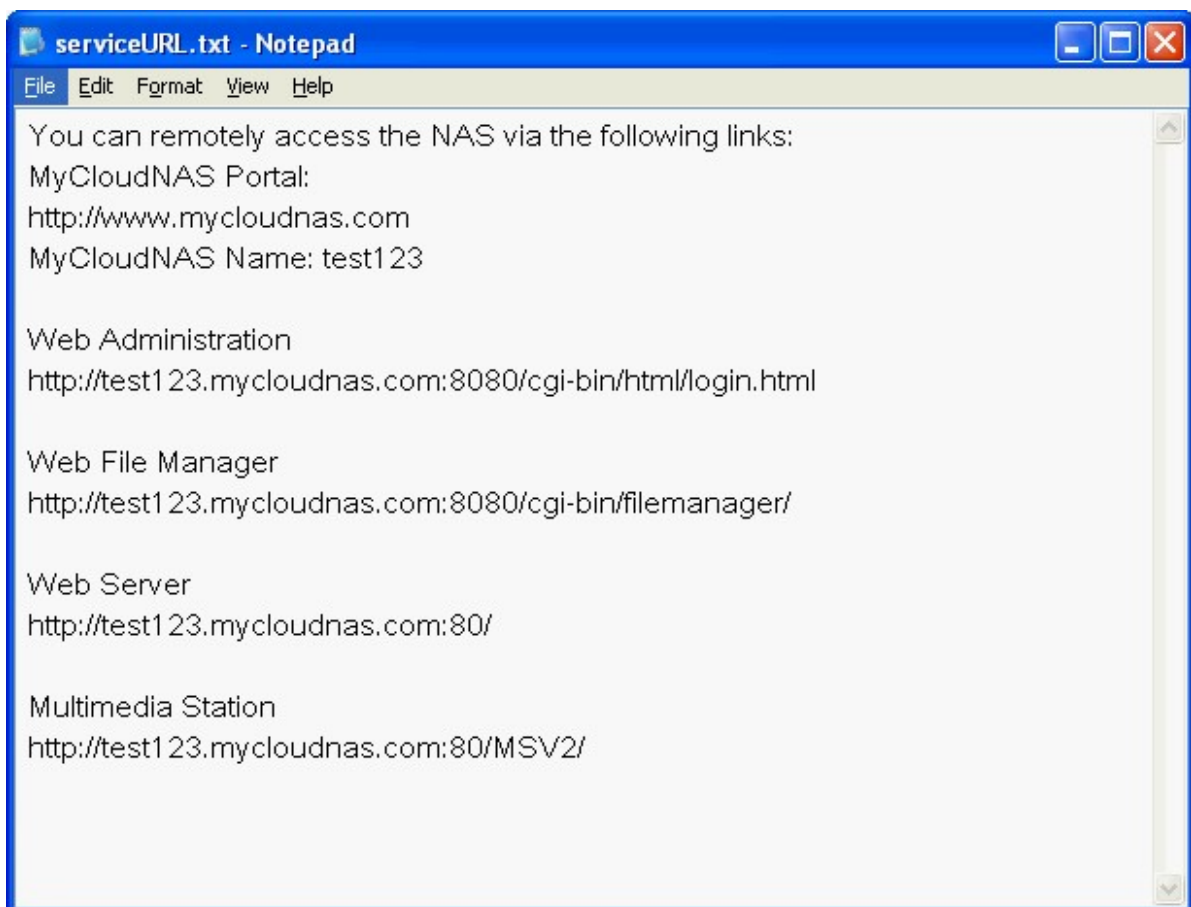 serviceURL.txt - Notepad
File Edit Format View Help
You can remotely access the NAS via the following links:
MyCloudNAS Portal:
http://www.mycloudnas.com
MyCloudNAS Name: test123
Web Administration
http://test123.mycloudnas.com:8080/cgi-bin/html/login.html
Web File Manager
http://test123.mycloudnas.com:8080/cgi-bin/filemanager/
Web Server
http://test123.mycloudnas.com:80/
Multimedia Station
http://test123.mycloudnas.com:80/MSV2/